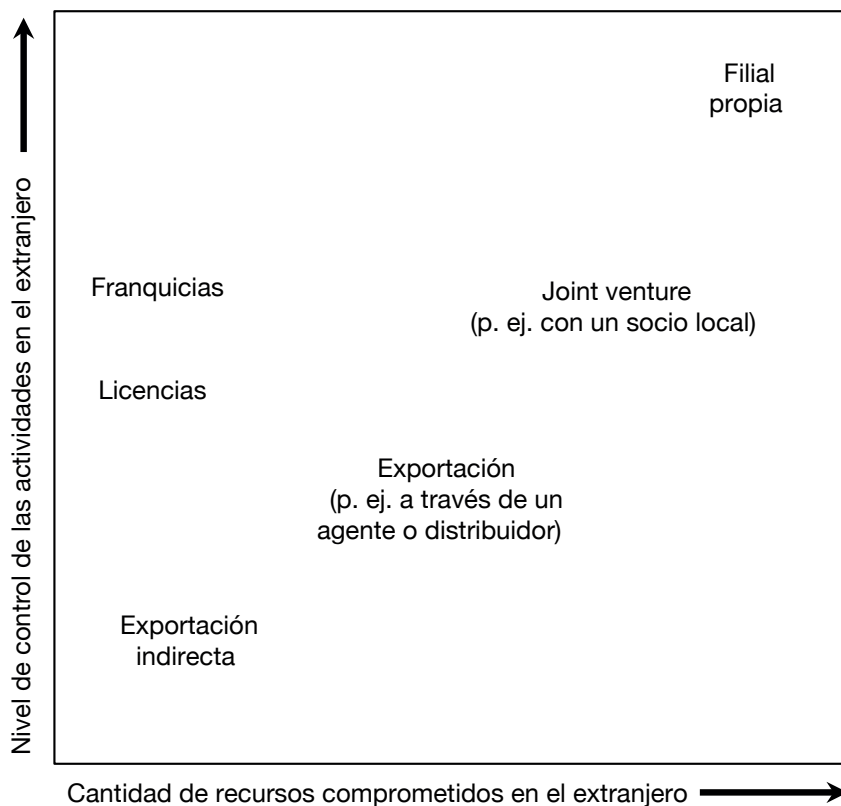 Nivel de control de las actividades en el extranjero
Filial
propia
Franquicias
Joint venture
(p. ej. con un socio local)
Licencias
Exportación
(p. ej. a través de un
agente o distribuidor)
Exportación
indirecta
Cantidad de recursos comprometidos en el extranjero